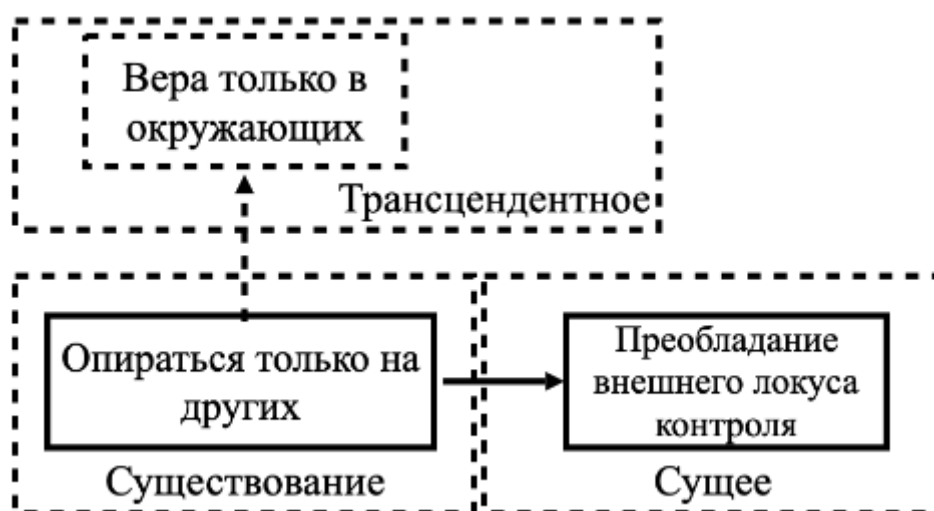 Вера только в
окружающих
Трансцендентное
Опираться только на
других
Существование
Преобладание
внешнего локуса
контроля
Сущее